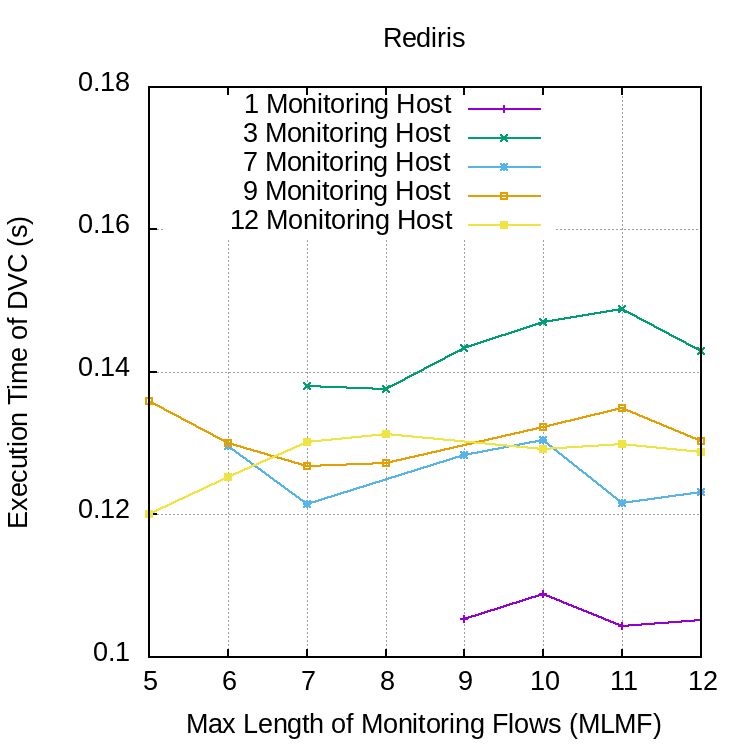 Rediris
0.18
0.16
0.14
0.12
0.1
Execution Time of DVC (s)
1 Monitoring Host
3 Monitoring Host
7 Monitoring Host
9 Monitoring Host
12 Monitoring Host
5 6 7 8 9 10 11 12
Max Length of Monitoring Flows (MLMF)